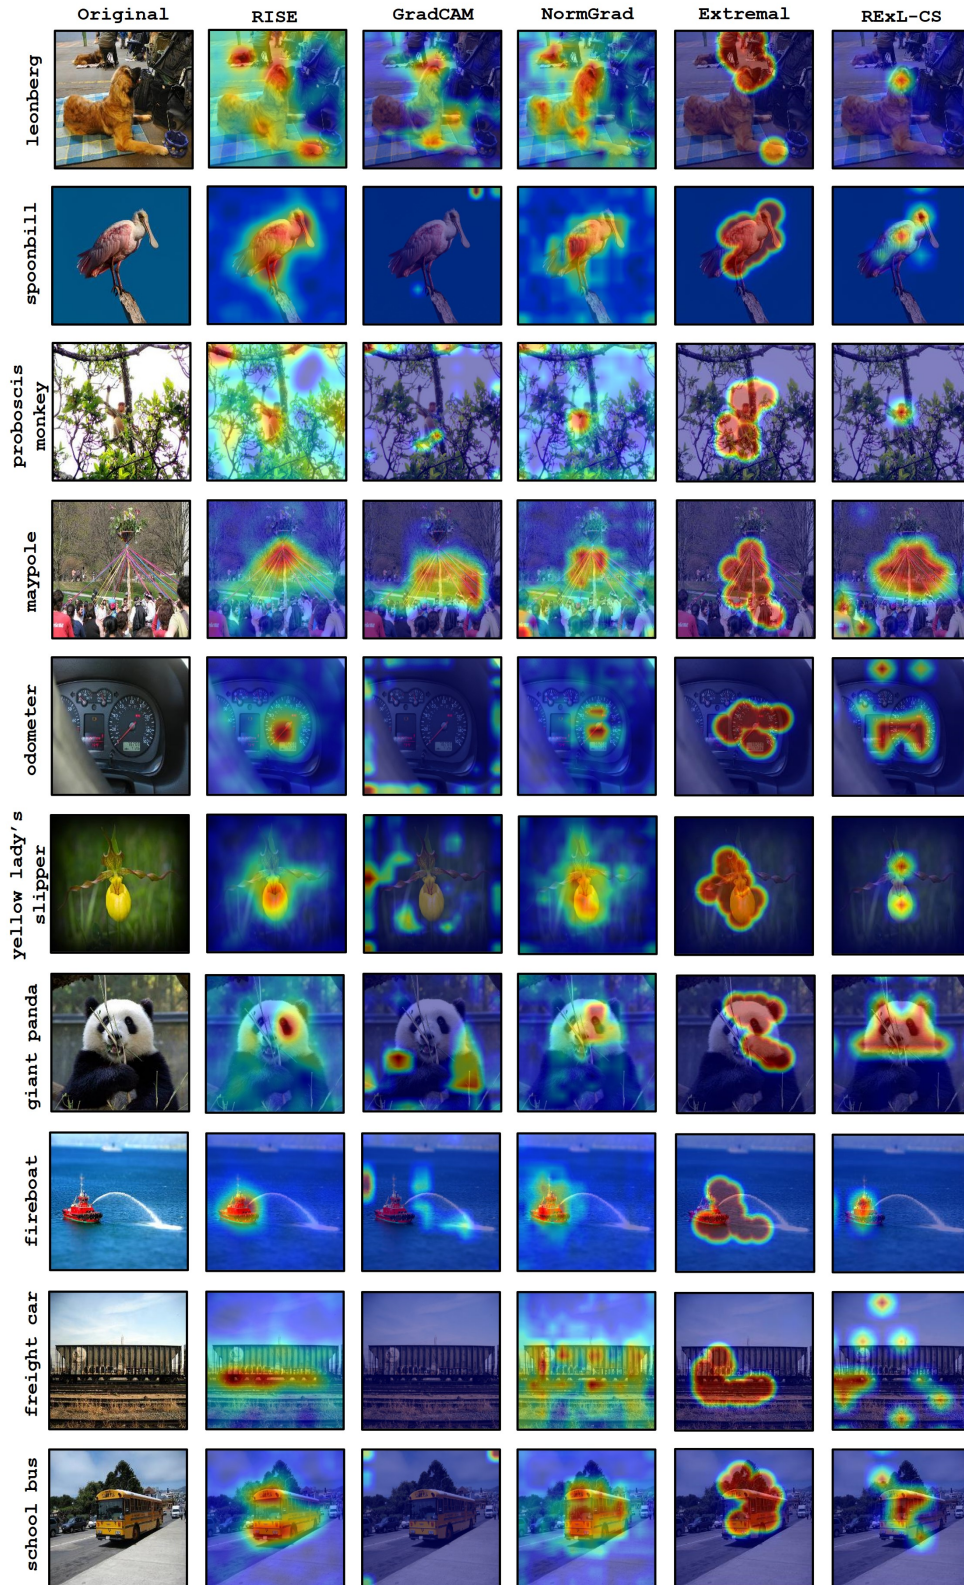 Original RISE GradCAM NormGrad Extremal RExL-CS
leonberg
spoonbill
proboscis
monkey
maypole
odometer
yellow lady's
slipper
giant panda
fireboat
freight car
school bus